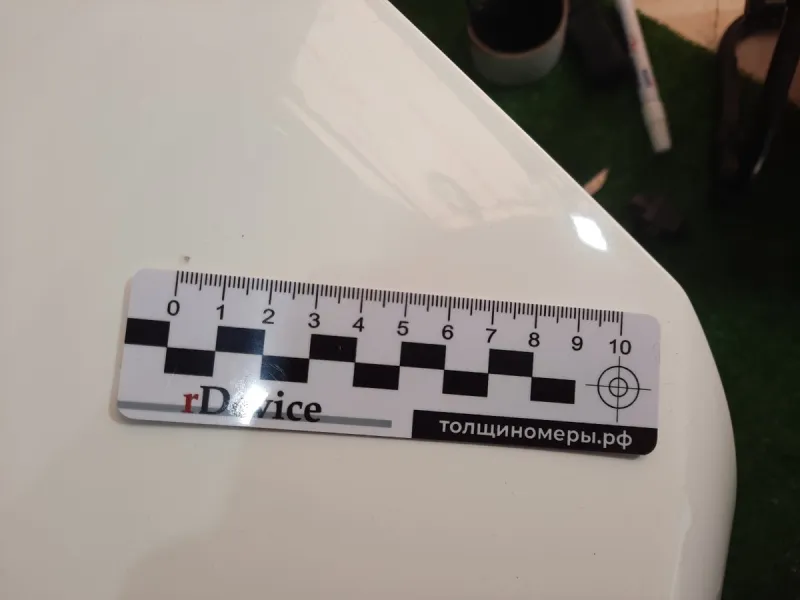 0 1 2 3 4 5 6 7 8 9 10
rDevice
толщиномеры.рф